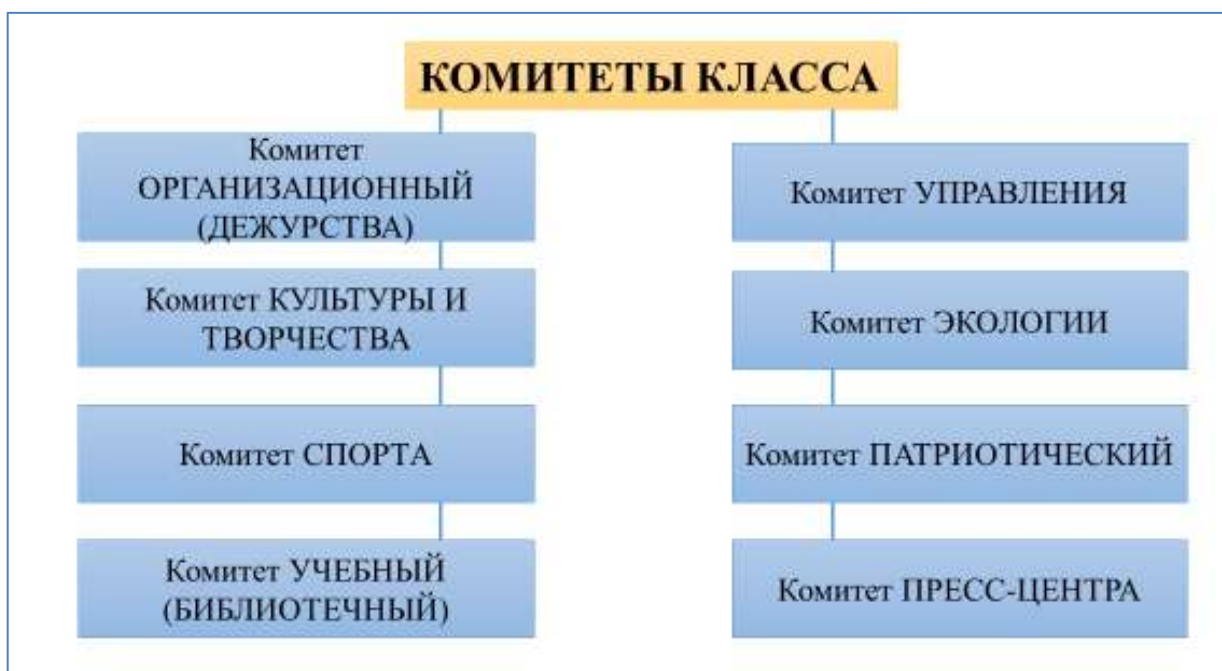 КОМИТЕТЫ КЛАССА
Комитет
ОРГАНИЗАЦИОННЫЙ
(ДЕЖУРСТВА)
Комитет КУЛЬТУРЫ И
ТВОРЧЕСТВА
Комитет СПОРТА
Комитет УЧЕБНЫЙ
(БИБЛИОТЕЧНЫЙ)
Комитет УПРАВЛЕНИЯ
Комитет ЭКОЛОГИИ
Комитет ПАТРИОТИЧЕСКИЙ
Комитет ПРЕСС-ЦЕНТРА